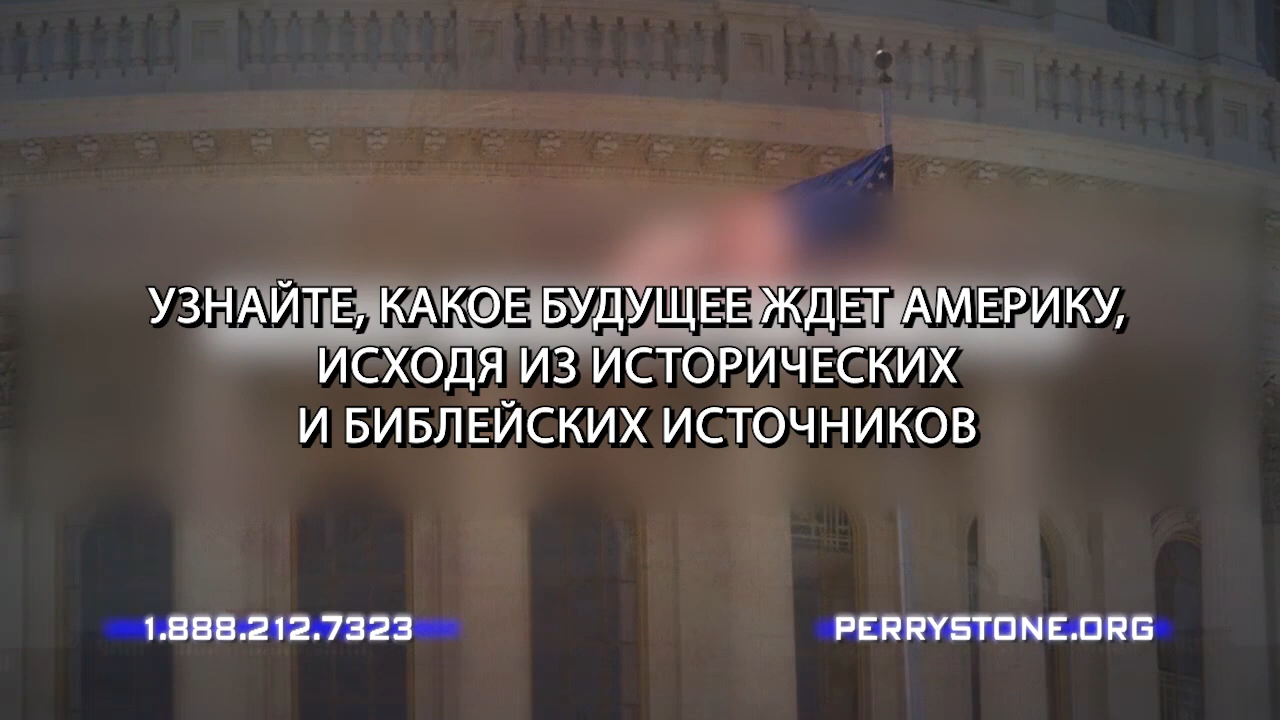 УЗНАЙТЕ, КАКОЕ БУДУЩЕЕ ЖДЕТ АМЕРИКУ,
ИСХОДЯ ИЗ ИСТОРИЧЕСКИХ
И БИБЛЕЙСКИХ ИСТОЧНИКОВ
1.888.212.7323
PERRYSTONE.ORG